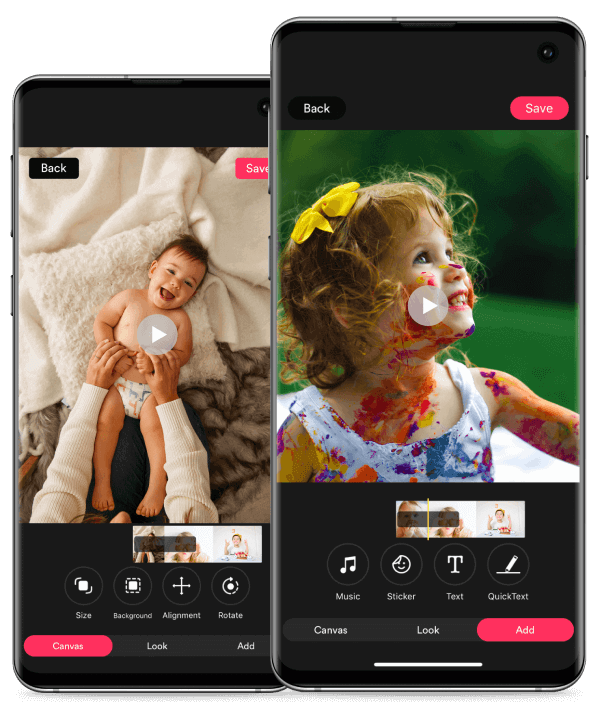 Back
Save
Size
Background
Alignment
Rotate
Canvas
Look
Add
Back
Save
Music
Sticker
Text
QuickText
Canvas
Look
Add